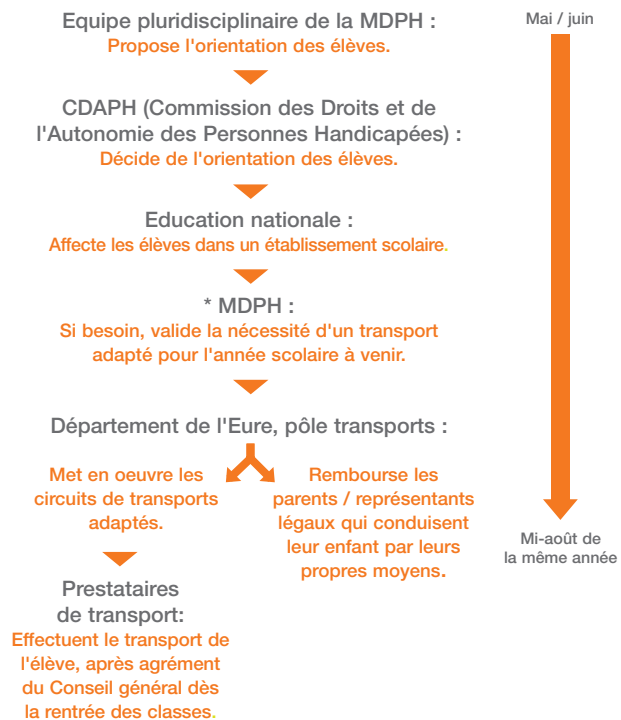 Equipe pluridisciplinaire de la MDPH :
Propose l'orientation des élèves.
CDAPH (Commission des Droits et de
l'Autonomie des Personnes Handicapées) :
Décide de l'orientation des élèves.
Education nationale :
Affecte les élèves dans un établissement scolaire.
* MDPH :
Si besoin, valide la nécessité d'un transport
adapté pour l'année scolaire à venir.
Département de l'Eure, pôle transports :
Met en oeuvre les
circuits de transports
adaptés.
Prestataires
de transport:
Effectuent le transport de
l'élève, après agrément
du Conseil général dès
la rentrée des classes.
Rembourse les
parents / représentants
légaux qui conduisent
leur enfant par leurs
propres moyens.
Mai / juin
Mi-août de
la même année